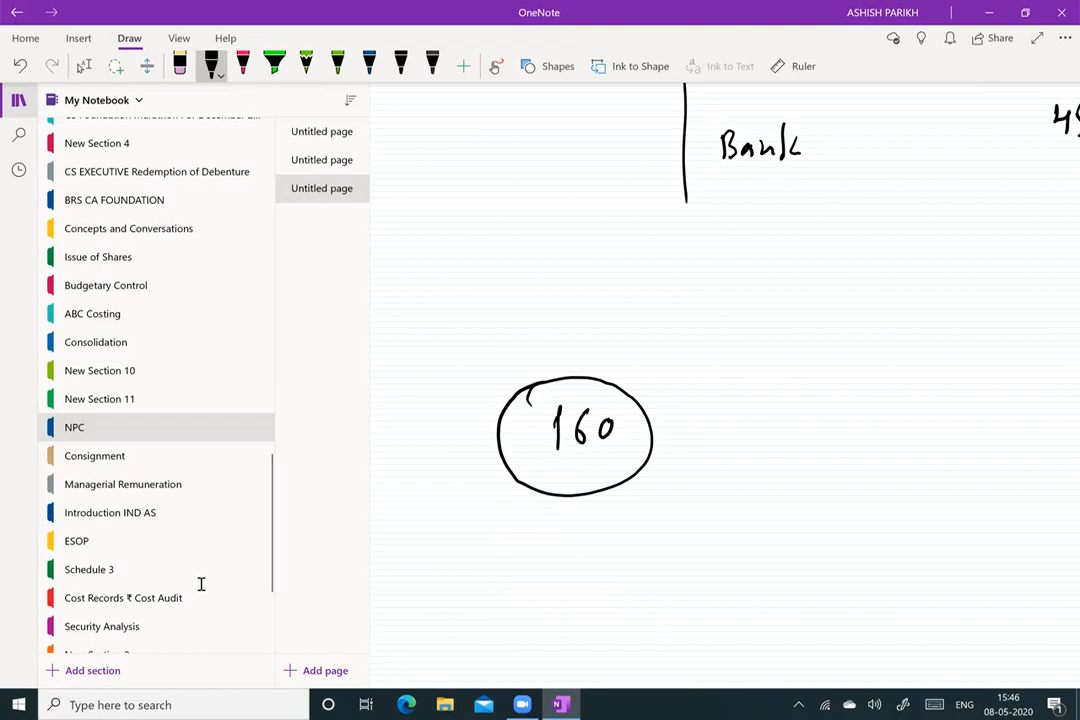 OneNote
ASHISH PARIKH
Home
Insert
Draw
View
Help
Share
Shapes
Ink to Shape
Ink to Text
Ruler
My Notebook
New Section 4
CS EXECUTIVE Redemption of Debenture
BRS CA FOUNDATION
Concepts and Conversations
Issue of Shares
Budgetary Control
ABC Costing
Consolidation
New Section 10
New Section 11
NPC
Consignment
Managerial Remuneration
Introduction IND AS
ESOP
Schedule 3
Cost Records ₹ Cost Audit
Security Analysis
Add section
Untitled page
Untitled page
Untitled page
Add page
Bank
160
Type here to search
ENG
15:46
08-05-2020